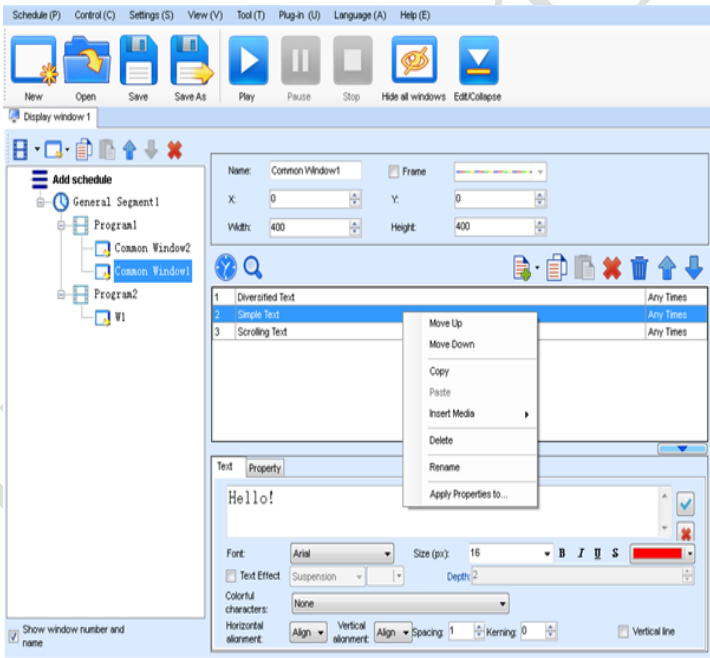 Schedule (P) Control (C) Settings (S) View (V) Tool (T) Plug-in (U) Language (A) Help (E)
New Open Save Save As Play Pause Stop Hide all windows Edit/Collapse
Display window 1
Add schedule
General Segment1
Program1
Common Window2
Common Window1
Program2
W1
Show window number and
name
Name: Common Window1 Frame
X: 0 Y: 0
Width: 400 Height: 400
1 Diversified Text Any Times
2 Simple Text Any Times
3 Scrolling Text Any Times
Move Up
Move Down
Copy
Paste
Insert Media
Delete
Rename
Apply Properties to...
Text Property
Hello!
Font: Arial Size (px): 16 B I U S
Text Effect Suspension Depth: 2
Colorful
characters: None
Horizontal
alignment: Align Vertical
alignment: Align Spacing: 1 Kerning: 0 Vertical line